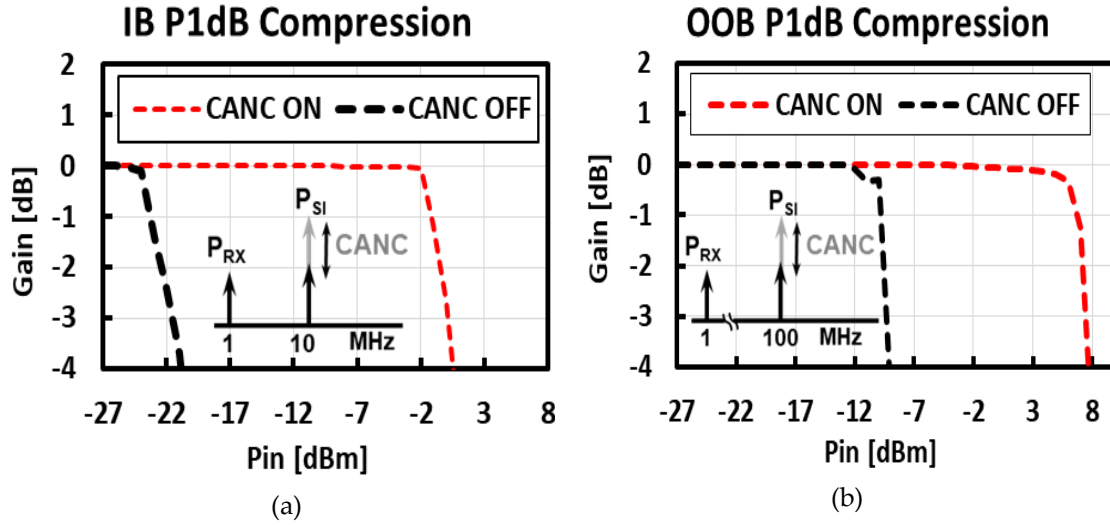 IB P1dB Compression
2
1
0
-1
-2
-3
-4
Gain [dB]
CANC ON
CANC OFF
PSI
CANC
PRX
1
10
MHz
-27
-22
-17
-12
-7
-2
3
8
Pin [dBm]
(a)
OOB P1dB Compression
2
1
0
-1
-2
-3
-4
Gain [dB]
CANC ON
CANC OFF
PSI
CANC
PRX
1
100
MHz
-27
-22
-17
-12
-7
-2
3
8
Pin [dBm]
(b)